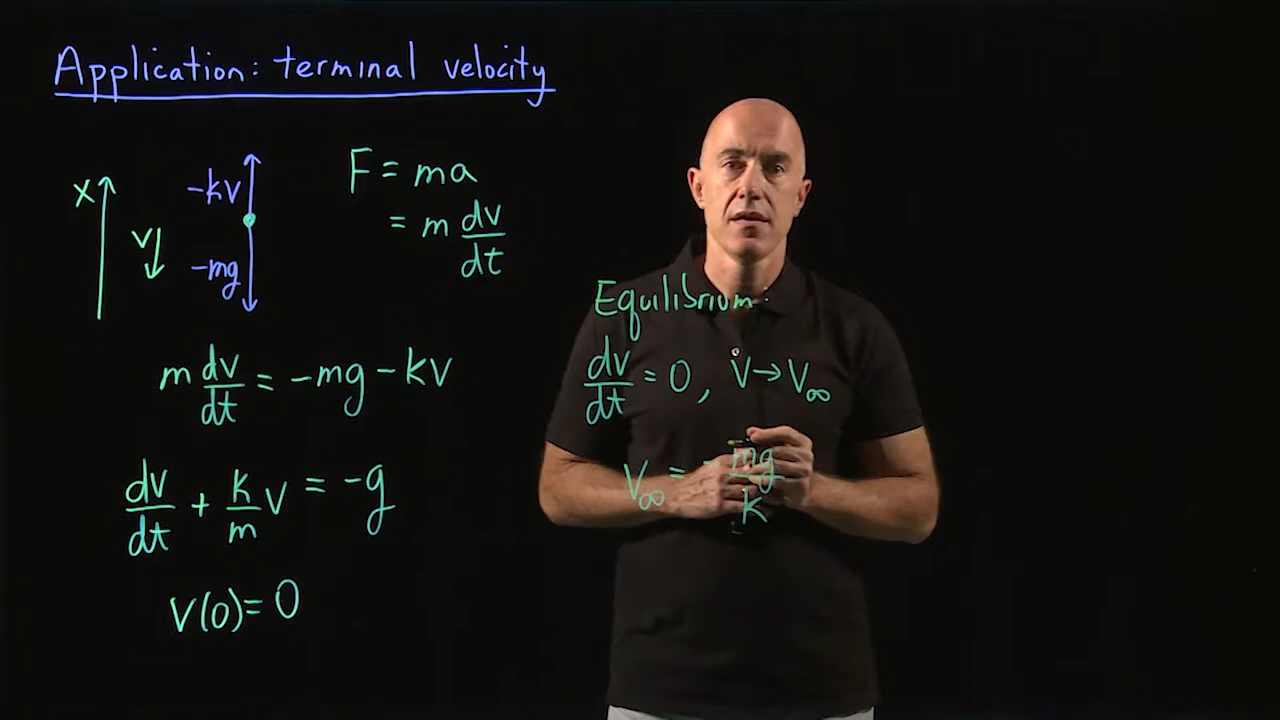 Application: terminal velocity
x
v
-kv
-mg
F = ma
= m dv/dt
m dv/dt = -mg - kv
dv/dt + k/m v = -g
v(0) = 0
Equilibrium:
dv/dt = 0, v → v∞
v∞ = - mg/k